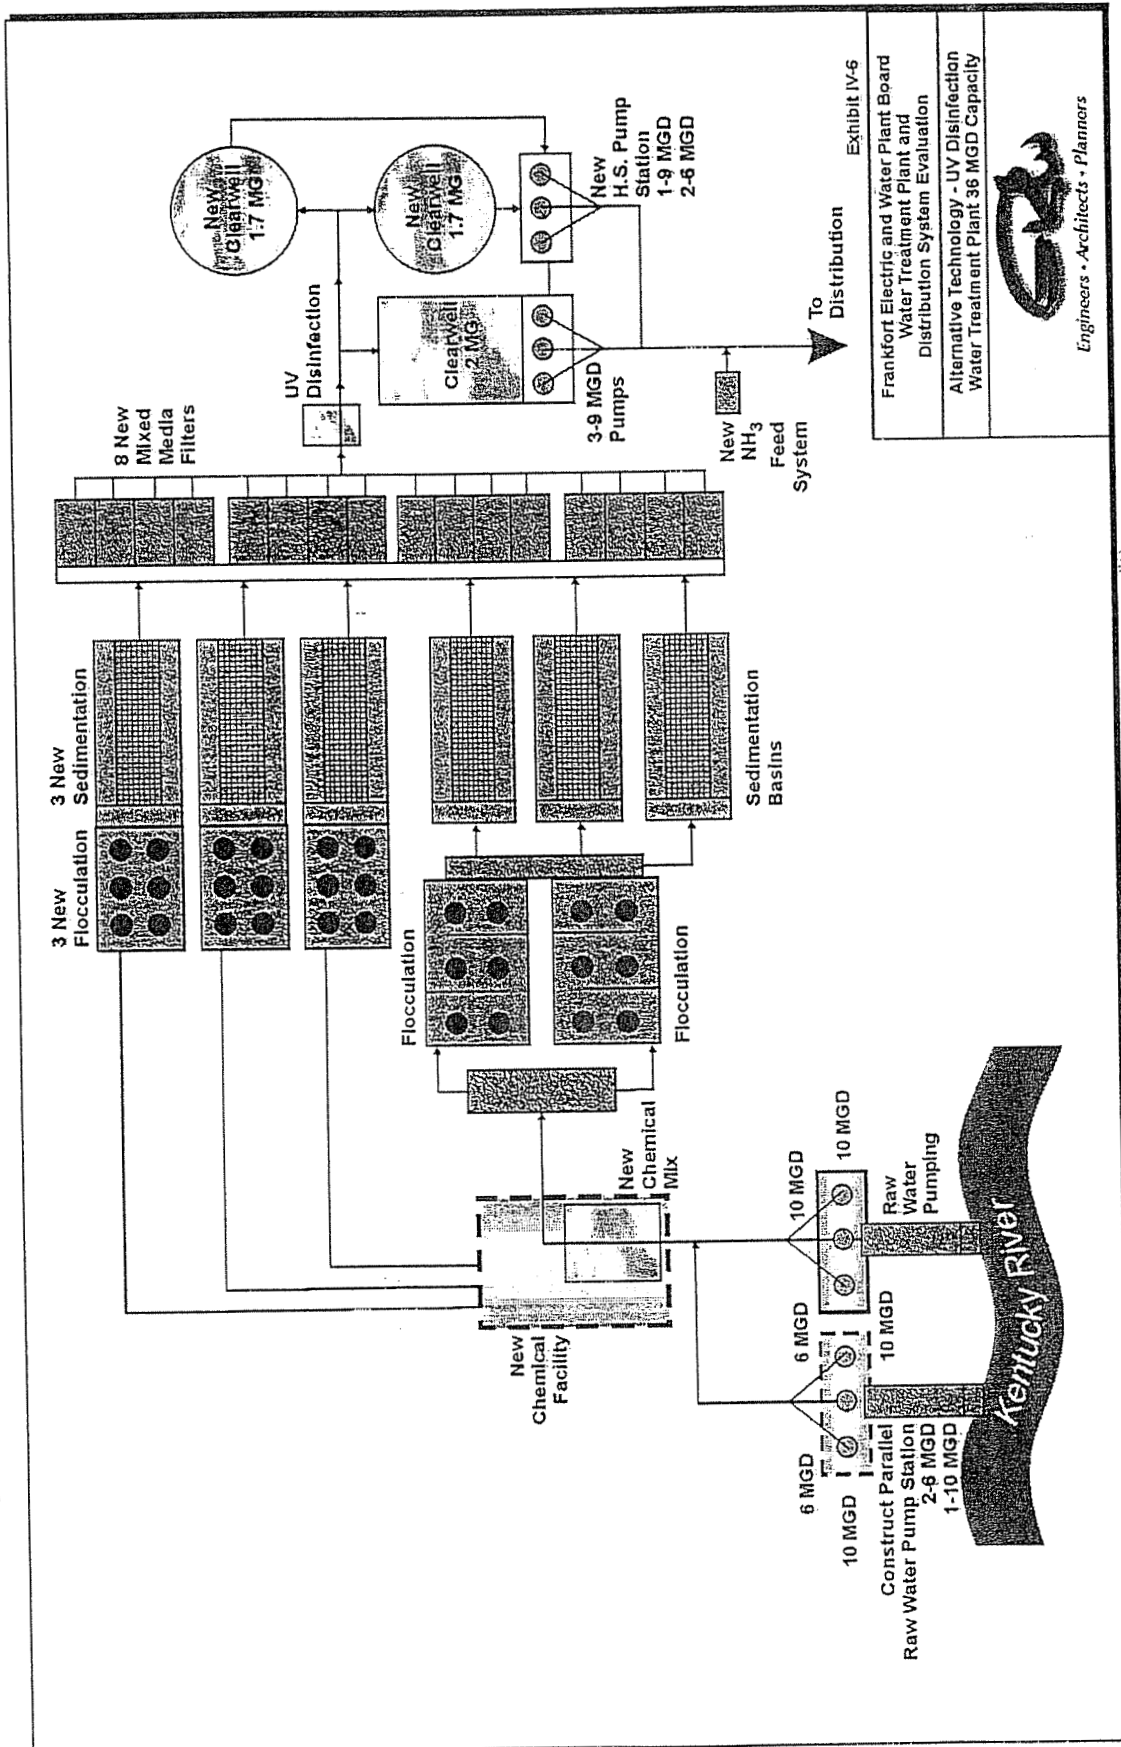 3 New
Flocculation
3 New
Sedimentation
8 New
Mixed
Media
Filters
UV
Disinfection
New
Clearwell
1.7 MG
New
Clearwell
1.7 MG
Clearwell
2 MG
New
H.S. Pump
Station
1-9 MGD
2-6 MGD
3-9 MGD
Pumps
New
NH3
Feed
System
To
Distribution
Flocculation
Flocculation
Sedimentation
Basins
New
Chemical
Facility
New
Chemical
Mix
6 MGD
6 MGD
10 MGD
10 MGD
10 MGD
10 MGD
Construct Parallel
Raw Water Pump Station
2-6 MGD
1-10 MGD
Raw
Water
Pumping
Kentucky River
Exhibit IV-6
Frankfort Electric and Water Plant Board
Water Treatment Plant and
Distribution System Evaluation
Alternative Technology - UV Disinfection
Water Treatment Plant 36 MGD Capacity
Engineers • Architects • Planners